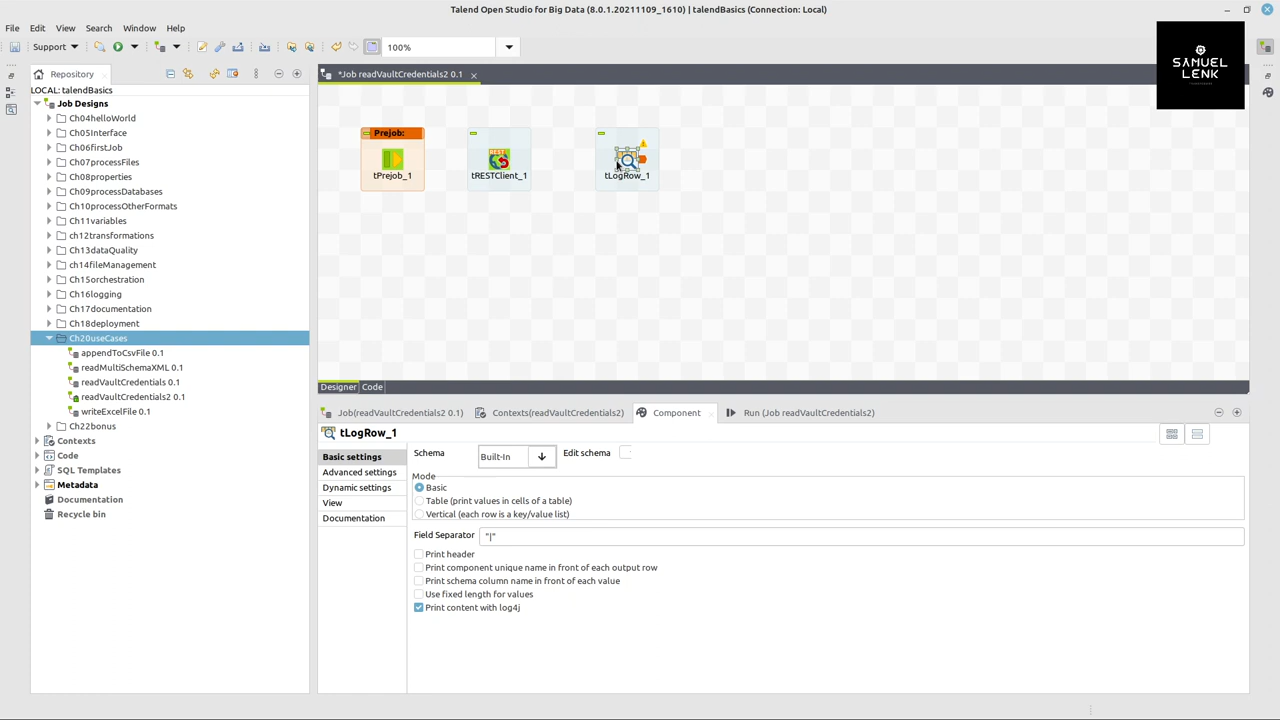 Talend Open Studio for Big Data (8.0.1.20211109_1610) | talendBasics (Connection: Local)
File Edit View Search Window Help
Support
100%
SAMUEL
LENK
Repository
*Job readVaultCredentials2 0.1
LOCAL: talendBasics
Job Designs
Ch04helloWorld
Ch05Interface
Ch06firstJob
Ch07processFiles
Ch08properties
Ch09processDatabases
Ch10processOtherFormats
Ch11variables
ch12transformations
Ch13dataQuality
ch14fileManagement
Ch15orchestration
Ch16logging
Ch17documentation
Ch18deployment
Ch20useCases
appendToCsvFile 0.1
readMultiSchemaXML 0.1
readVaultCredentials 0.1
readVaultCredentials2 0.1
writeExcelFile 0.1
Ch22bonus
Contexts
Code
SQL Templates
Metadata
Documentation
Recycle bin
Prejob:
REST
tPrejob_1
tRESTClient_1
tLogRow_1
Designer Code
Job(readVaultCredentials2 0.1)
Contexts(readVaultCredentials2)
Component
Run (Job readVaultCredentials2)
tLogRow_1
Basic settings
Advanced settings
Dynamic settings
View
Documentation
Schema Built-In Edit schema
Mode
Basic
Table (print values in cells of a table)
Vertical (each row is a key/value list)
Field Separator "|"
Print header
Print component unique name in front of each output row
Print schema column name in front of each value
Use fixed length for values
Print content with log4j